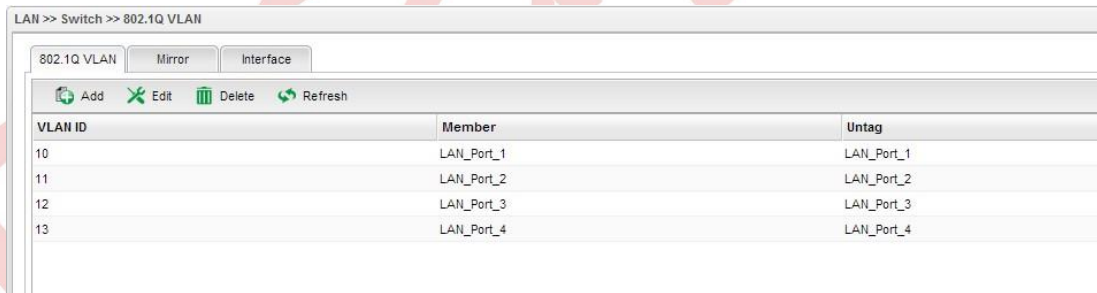 LAN >> Switch >> 802.1Q VLAN
802.1Q VLAN Mirror Interface
Add Edit Delete Refresh
VLAN ID Member Untag
10 LAN_Port_1 LAN_Port_1
11 LAN_Port_2 LAN_Port_2
12 LAN_Port_3 LAN_Port_3
13 LAN_Port_4 LAN_Port_4